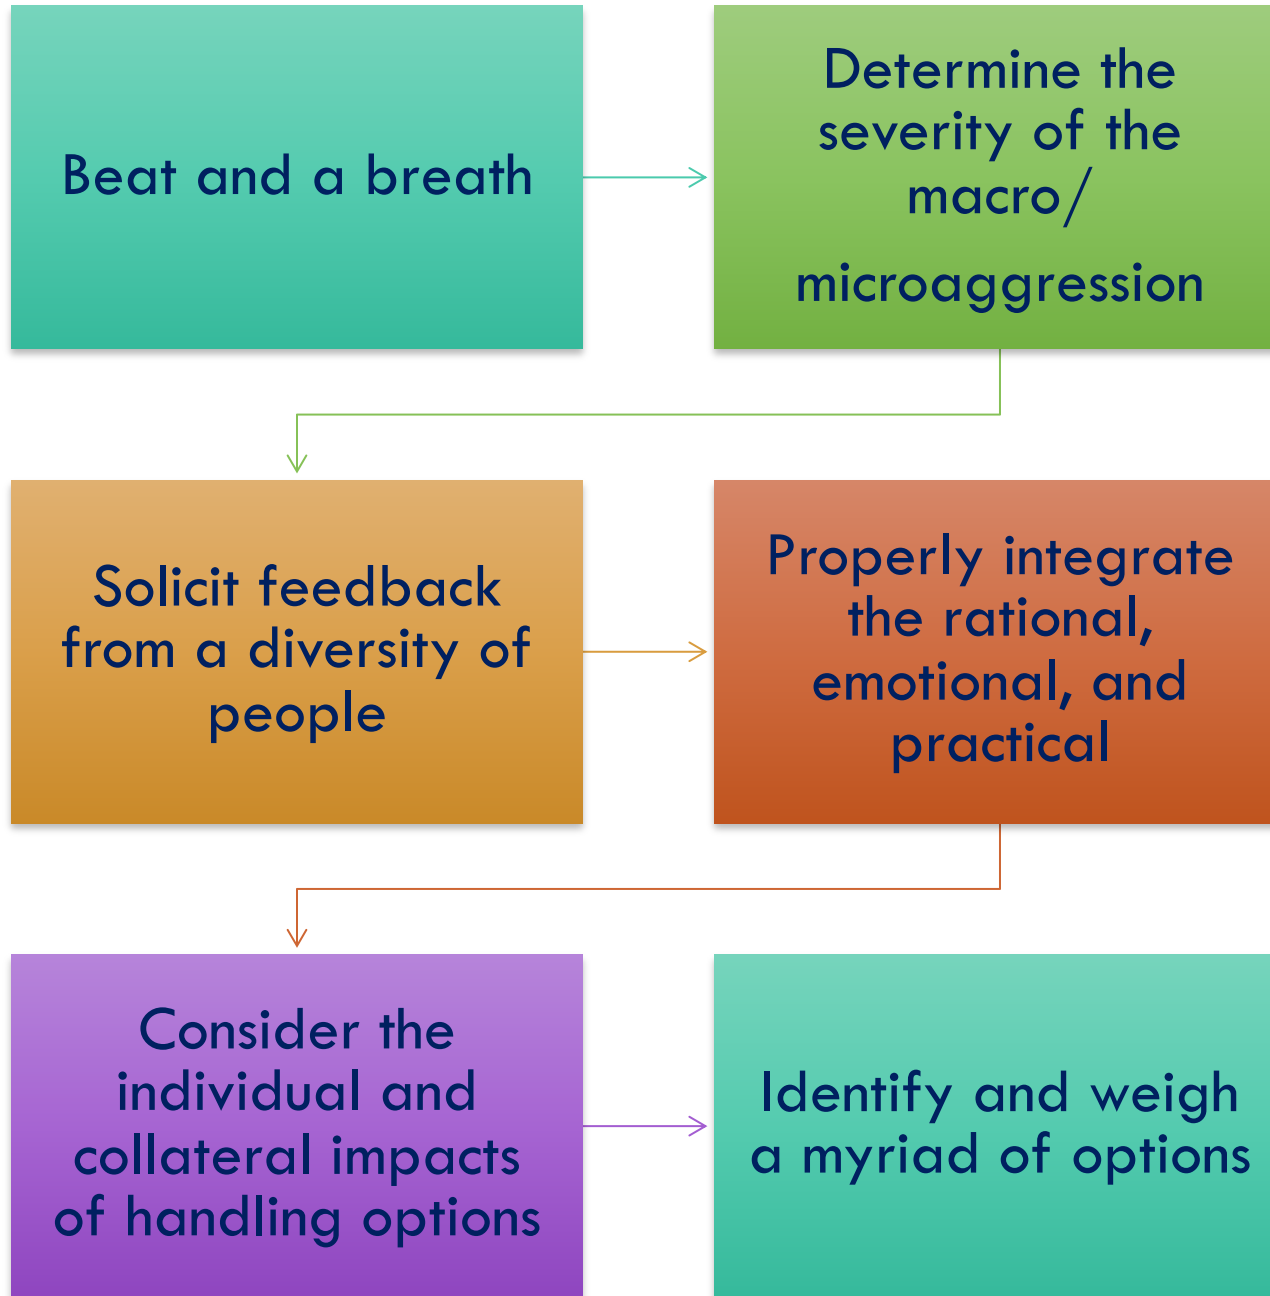 Beat and a breath
Determine the
severity of the
macro/
microaggression
Solicit feedback
from a diversity of
people
Properly integrate
the rational,
emotional, and
practical
Consider the
individual and
collateral impacts
of handling options
Identify and weigh
a myriad of options